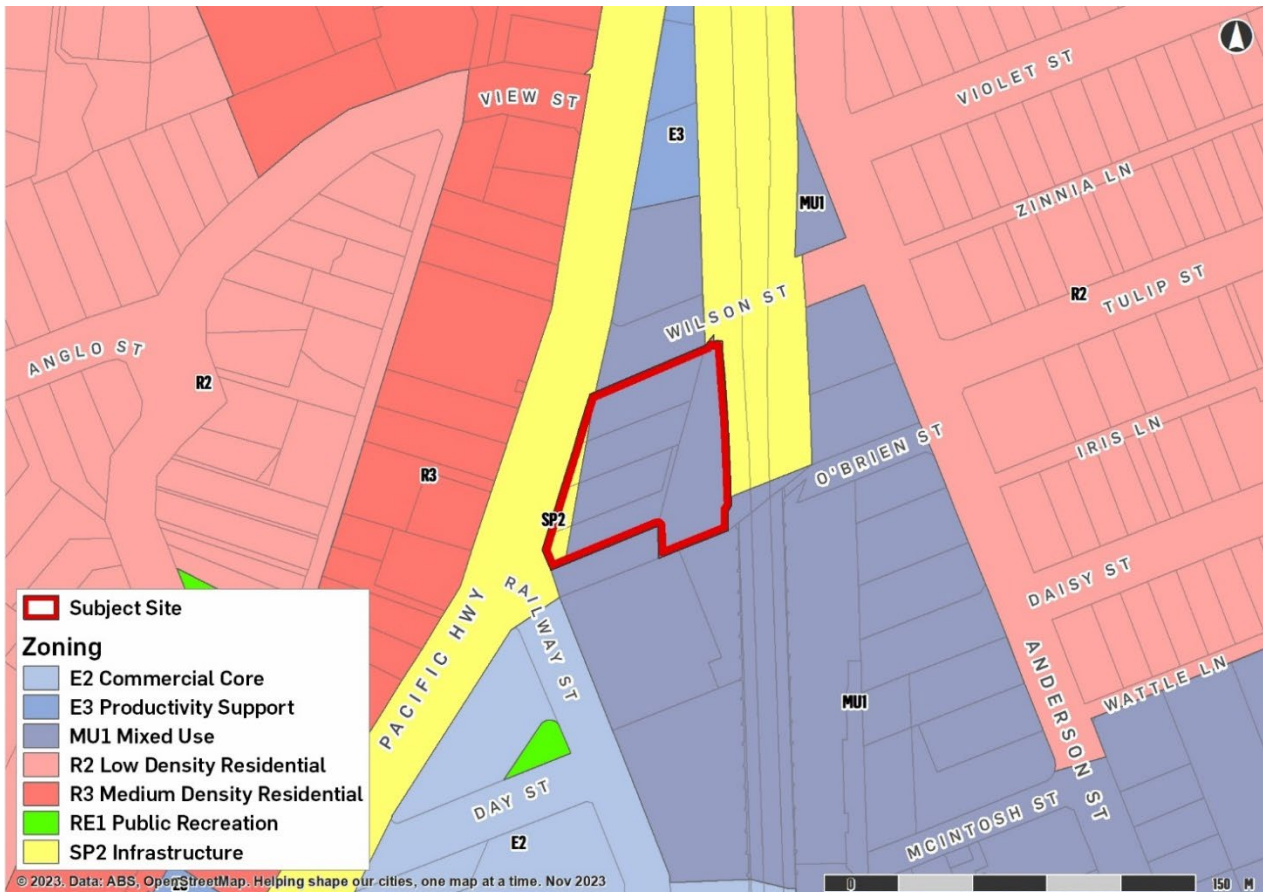 VIEW ST
VIOLET ST
E3
ZINNIA LN
MU1
TULIP ST
R2
WILSON ST
ANGLO ST
R2
IRIS LN
O'BRIEN ST
R3
SP2
DAISY ST
RAILWAY ST
PACIFIC HWY
ANDERSON ST
WATTLE LN
MU1
DAY ST
MCINTOSH ST
E2
Subject Site
Zoning
E2 Commercial Core
E3 Productivity Support
MU1 Mixed Use
R2 Low Density Residential
R3 Medium Density Residential
RE1 Public Recreation
SP2 Infrastructure
© 2023. Data: ABS, OpenStreetMap. Helping shape our cities, one map at a time. Nov 2023
0 150 M